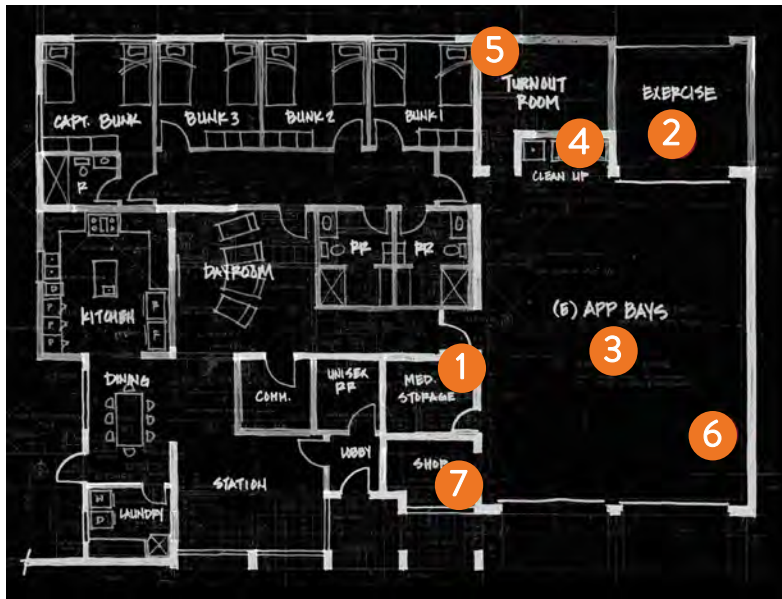 5
TURNOUT
ROOM
EXERCISE
2
CAPT. BUNK
BUNK 3
BUNK 2
BUNK 1
4
CLEAN UP
R
RR
RR
DAYROOM
KITCHEN
R
F
D
P
P
P
(E) APP BAYS
3
1
DINING
COMM.
UNISEX
RR
MED.
STORAGE
6
LOBBY
SHOP
7
STATION
W
D
LAUNDRY